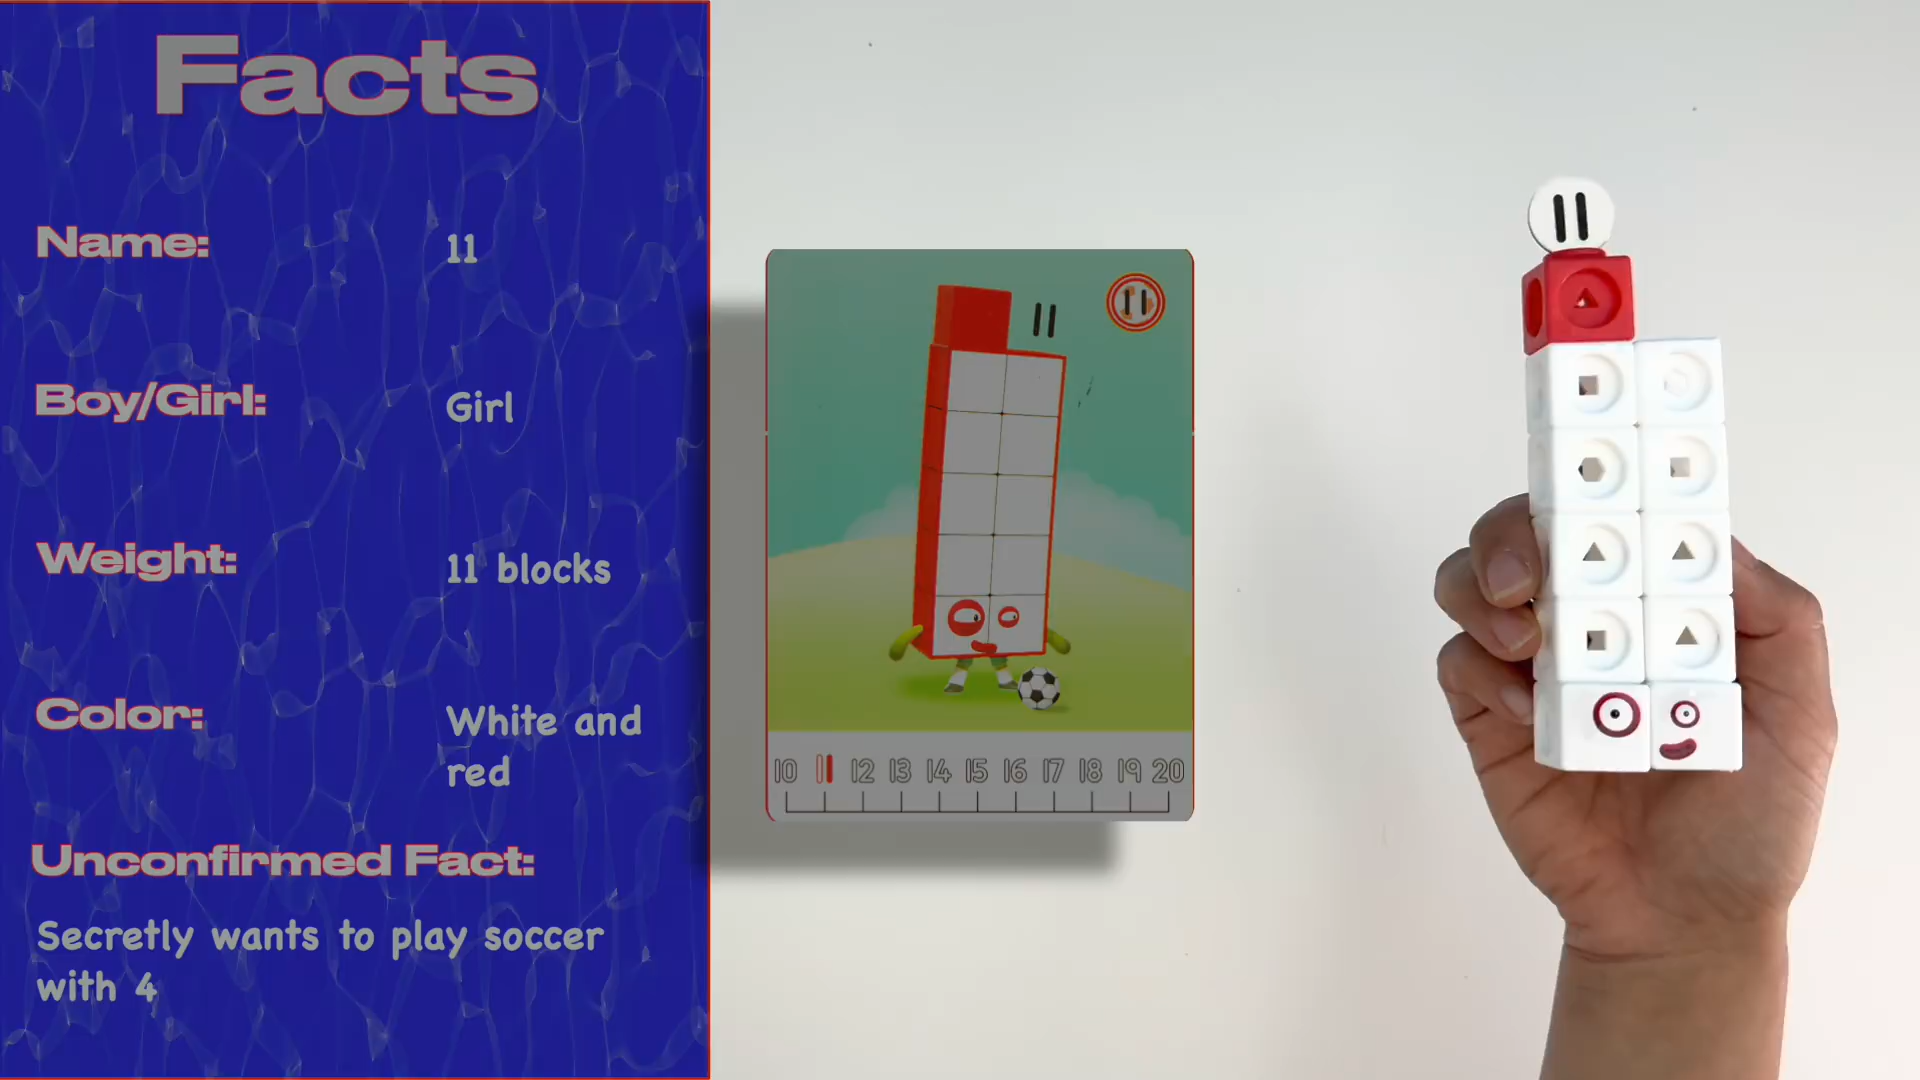 Facts
Name: 11
Boy/Girl: Girl
Weight: 11 blocks
Color: White and
red
Unconfirmed Fact:
Secretly wants to play soccer
with 4
11
11
10 11 12 13 14 15 16 17 18 19 20
11